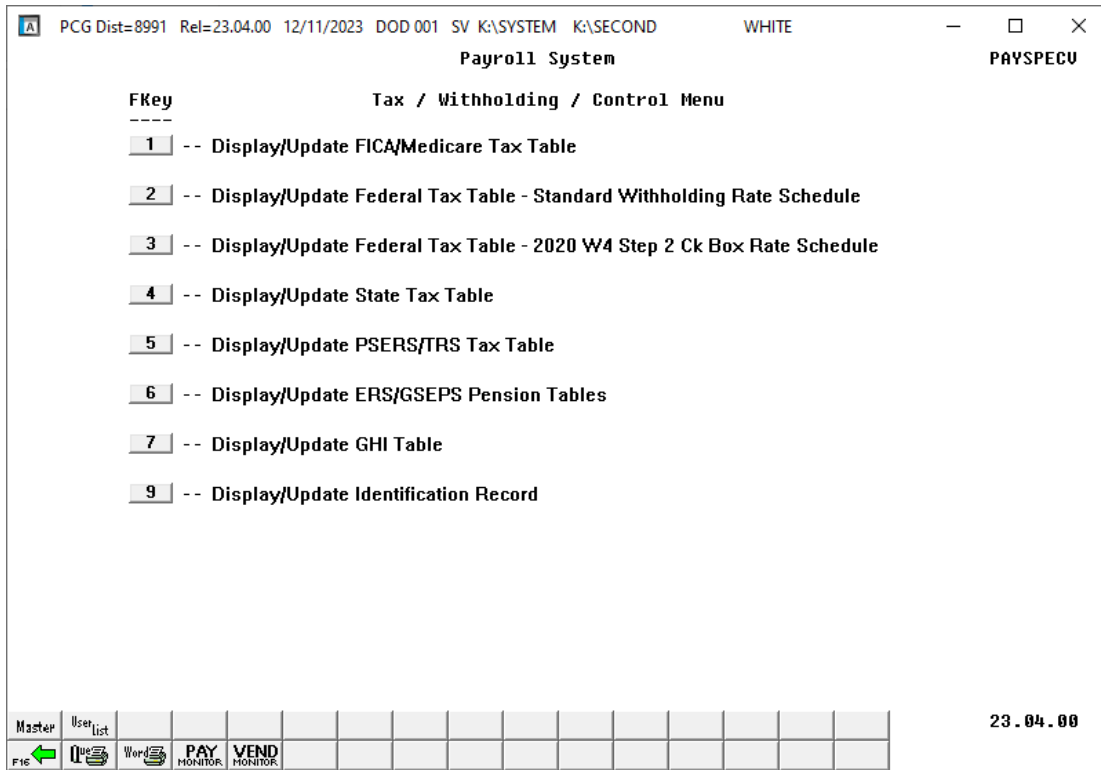 A PCG Dist=8991 Rel=23.04.00 12/11/2023 DOD 001 SV K:\SYSTEM K:\SECOND WHITE
Payroll System PAYSPECV
FKey Tax / Withholding / Control Menu
----
1 -- Display/Update FICA/Medicare Tax Table
2 -- Display/Update Federal Tax Table - Standard Withholding Rate Schedule
3 -- Display/Update Federal Tax Table - 2020 W4 Step 2 Ck Box Rate Schedule
4 -- Display/Update State Tax Table
5 -- Display/Update PSERS/TRS Tax Table
6 -- Display/Update ERS/GSEPS Pension Tables
7 -- Display/Update GHI Table
9 -- Display/Update Identification Record
Master User List 23.04.00
F16 Que Word PAY MONITOR VEND MONITOR